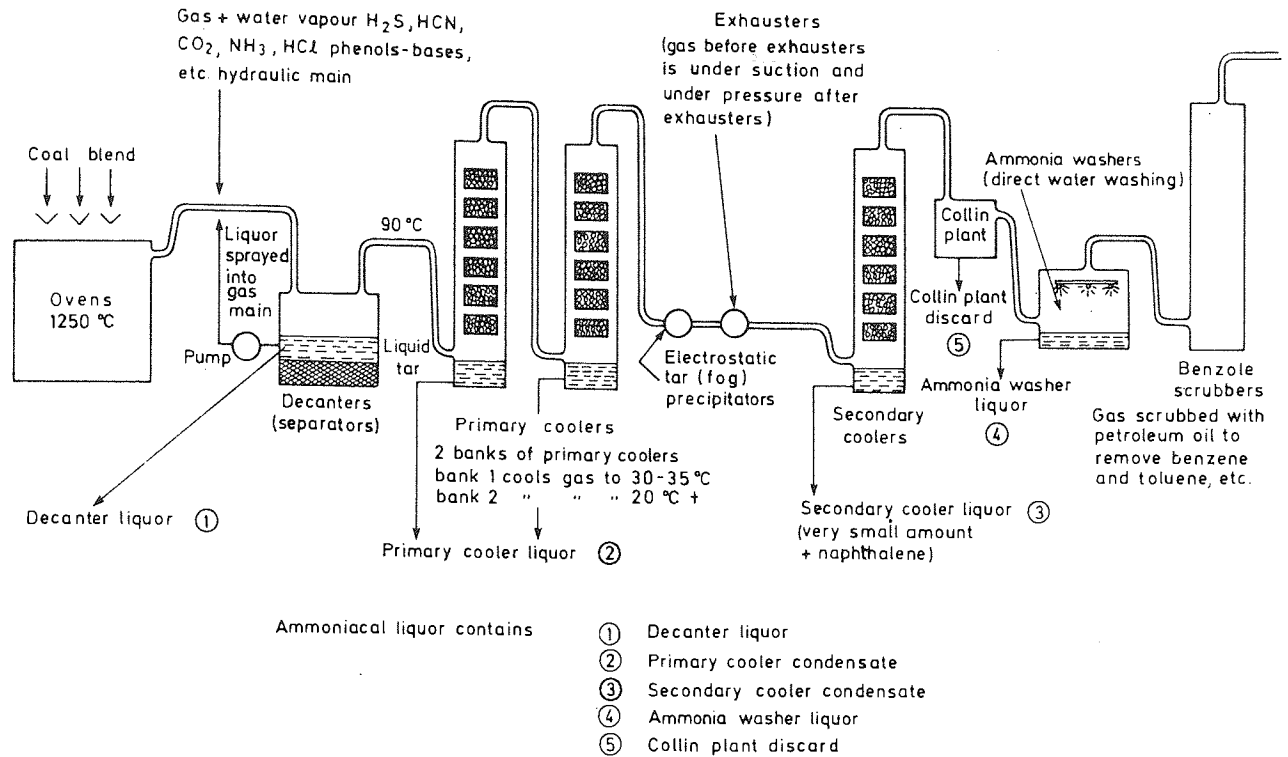 Gas + water vapour H₂S, HCN,
CO₂, NH₃, HCl phenols-bases,
etc. hydraulic main
Exhausters
(gas before exhausters
is under suction and
under pressure after
exhausters)
Coal blend
Ammonia washers
(direct water washing)
90 °C
Liquor
sprayed
into
gas
main
Collin
plant
Ovens
1250 °C
Pump
Liquid
tar
Decanters
(separators)
Electrostatic
tar (fog)
precipitators
Collin plant
discard
⑤
Secondary
coolers
Ammonia washer
liquor
④
Benzole
scrubbers
Gas scrubbed with
petroleum oil to
remove benzene
and toluene, etc.
Primary coolers
2 banks of primary coolers
bank 1 cools gas to 30-35 °C
bank 2 " " " 20 °C +
Decanter liquor ①
Primary cooler liquor ②
Secondary cooler liquor ③
(very small amount
+ naphthalene)
Ammoniacal liquor contains ① Decanter liquor
② Primary cooler condensate
③ Secondary cooler condensate
④ Ammonia washer liquor
⑤ Collin plant discard